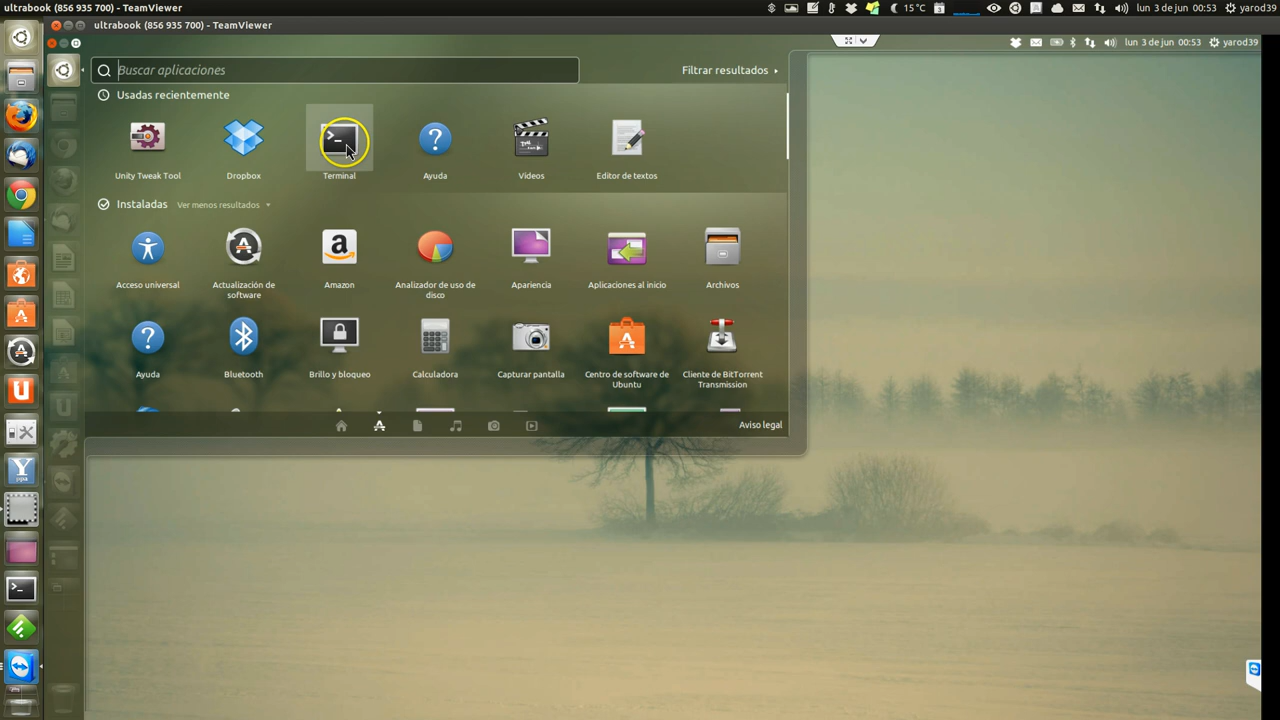 ultrabook (856 935 700) - TeamViewer
15 °C
lun 3 de jun 00:53
yarod39
ultrabook (856 935 700) - TeamViewer
lun 3 de jun 00:53
yarod39
Buscar aplicaciones
Filtrar resultados
Usadas recientemente
Unity Tweak Tool
Dropbox
Terminal
Ayuda
Vídeos
Editor de textos
Instaladas
Ver menos resultados
Acceso universal
Actualización de
software
Amazon
Analizador de uso de
disco
Apariencia
Aplicaciones al inicio
Archivos
Ayuda
Bluetooth
Brillo y bloqueo
Calculadora
Capturar pantalla
Centro de software de
Ubuntu
Cliente de BitTorrent
Transmission
Aviso legal